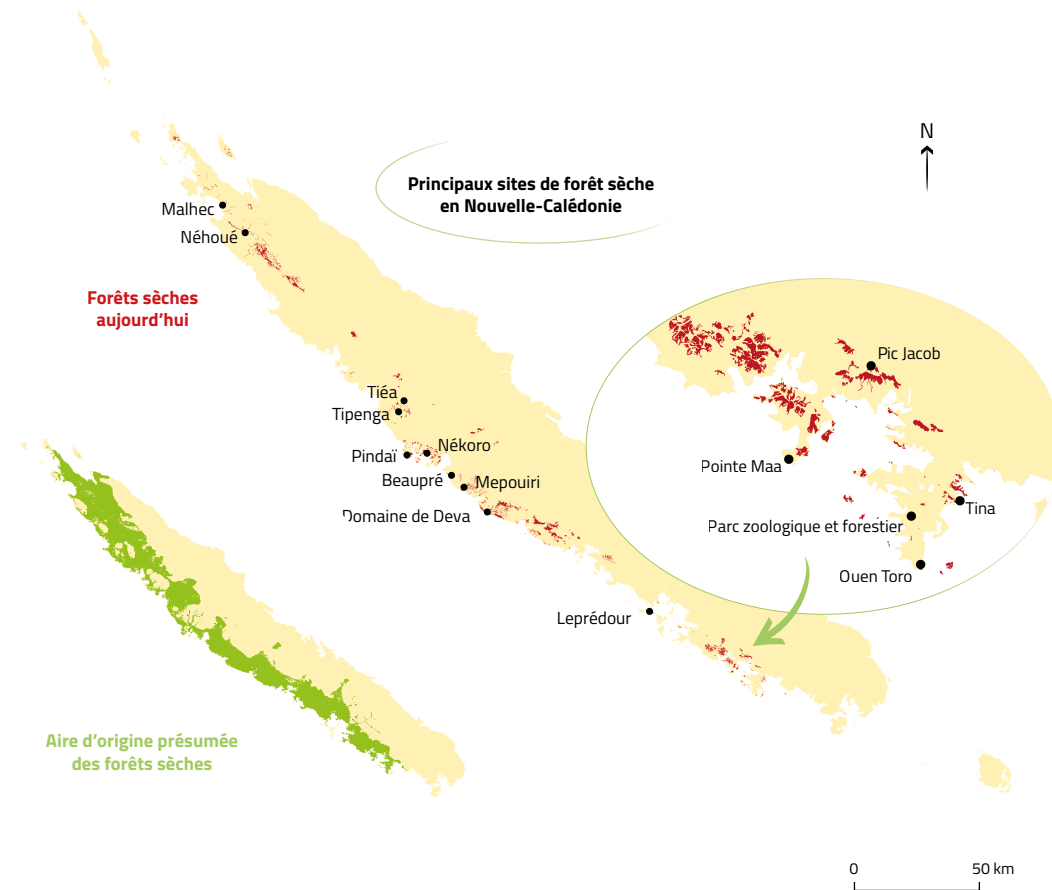 N
Principaux sites de forêt sèche
en Nouvelle-Calédonie
Malhec
Néhoué
Forêts sèches
aujourd'hui
Pic Jacob
Tiéa
Tipenga
Nékoro
Pindaï
Pointe Maa
Beaupré
Mepouiri
Domaine de Deva
Tina
Parc zoologique et forestier
Ouen Toro
Leprédour
Aire d'origine présumée
des forêts sèches
0
50 km